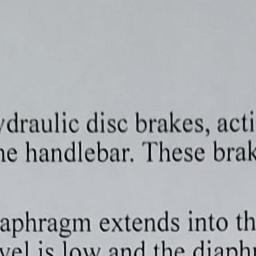 ydraulic disc brakes, acti
he handlebar. These brak
aphragm extends into th
vel is low and the diaphr